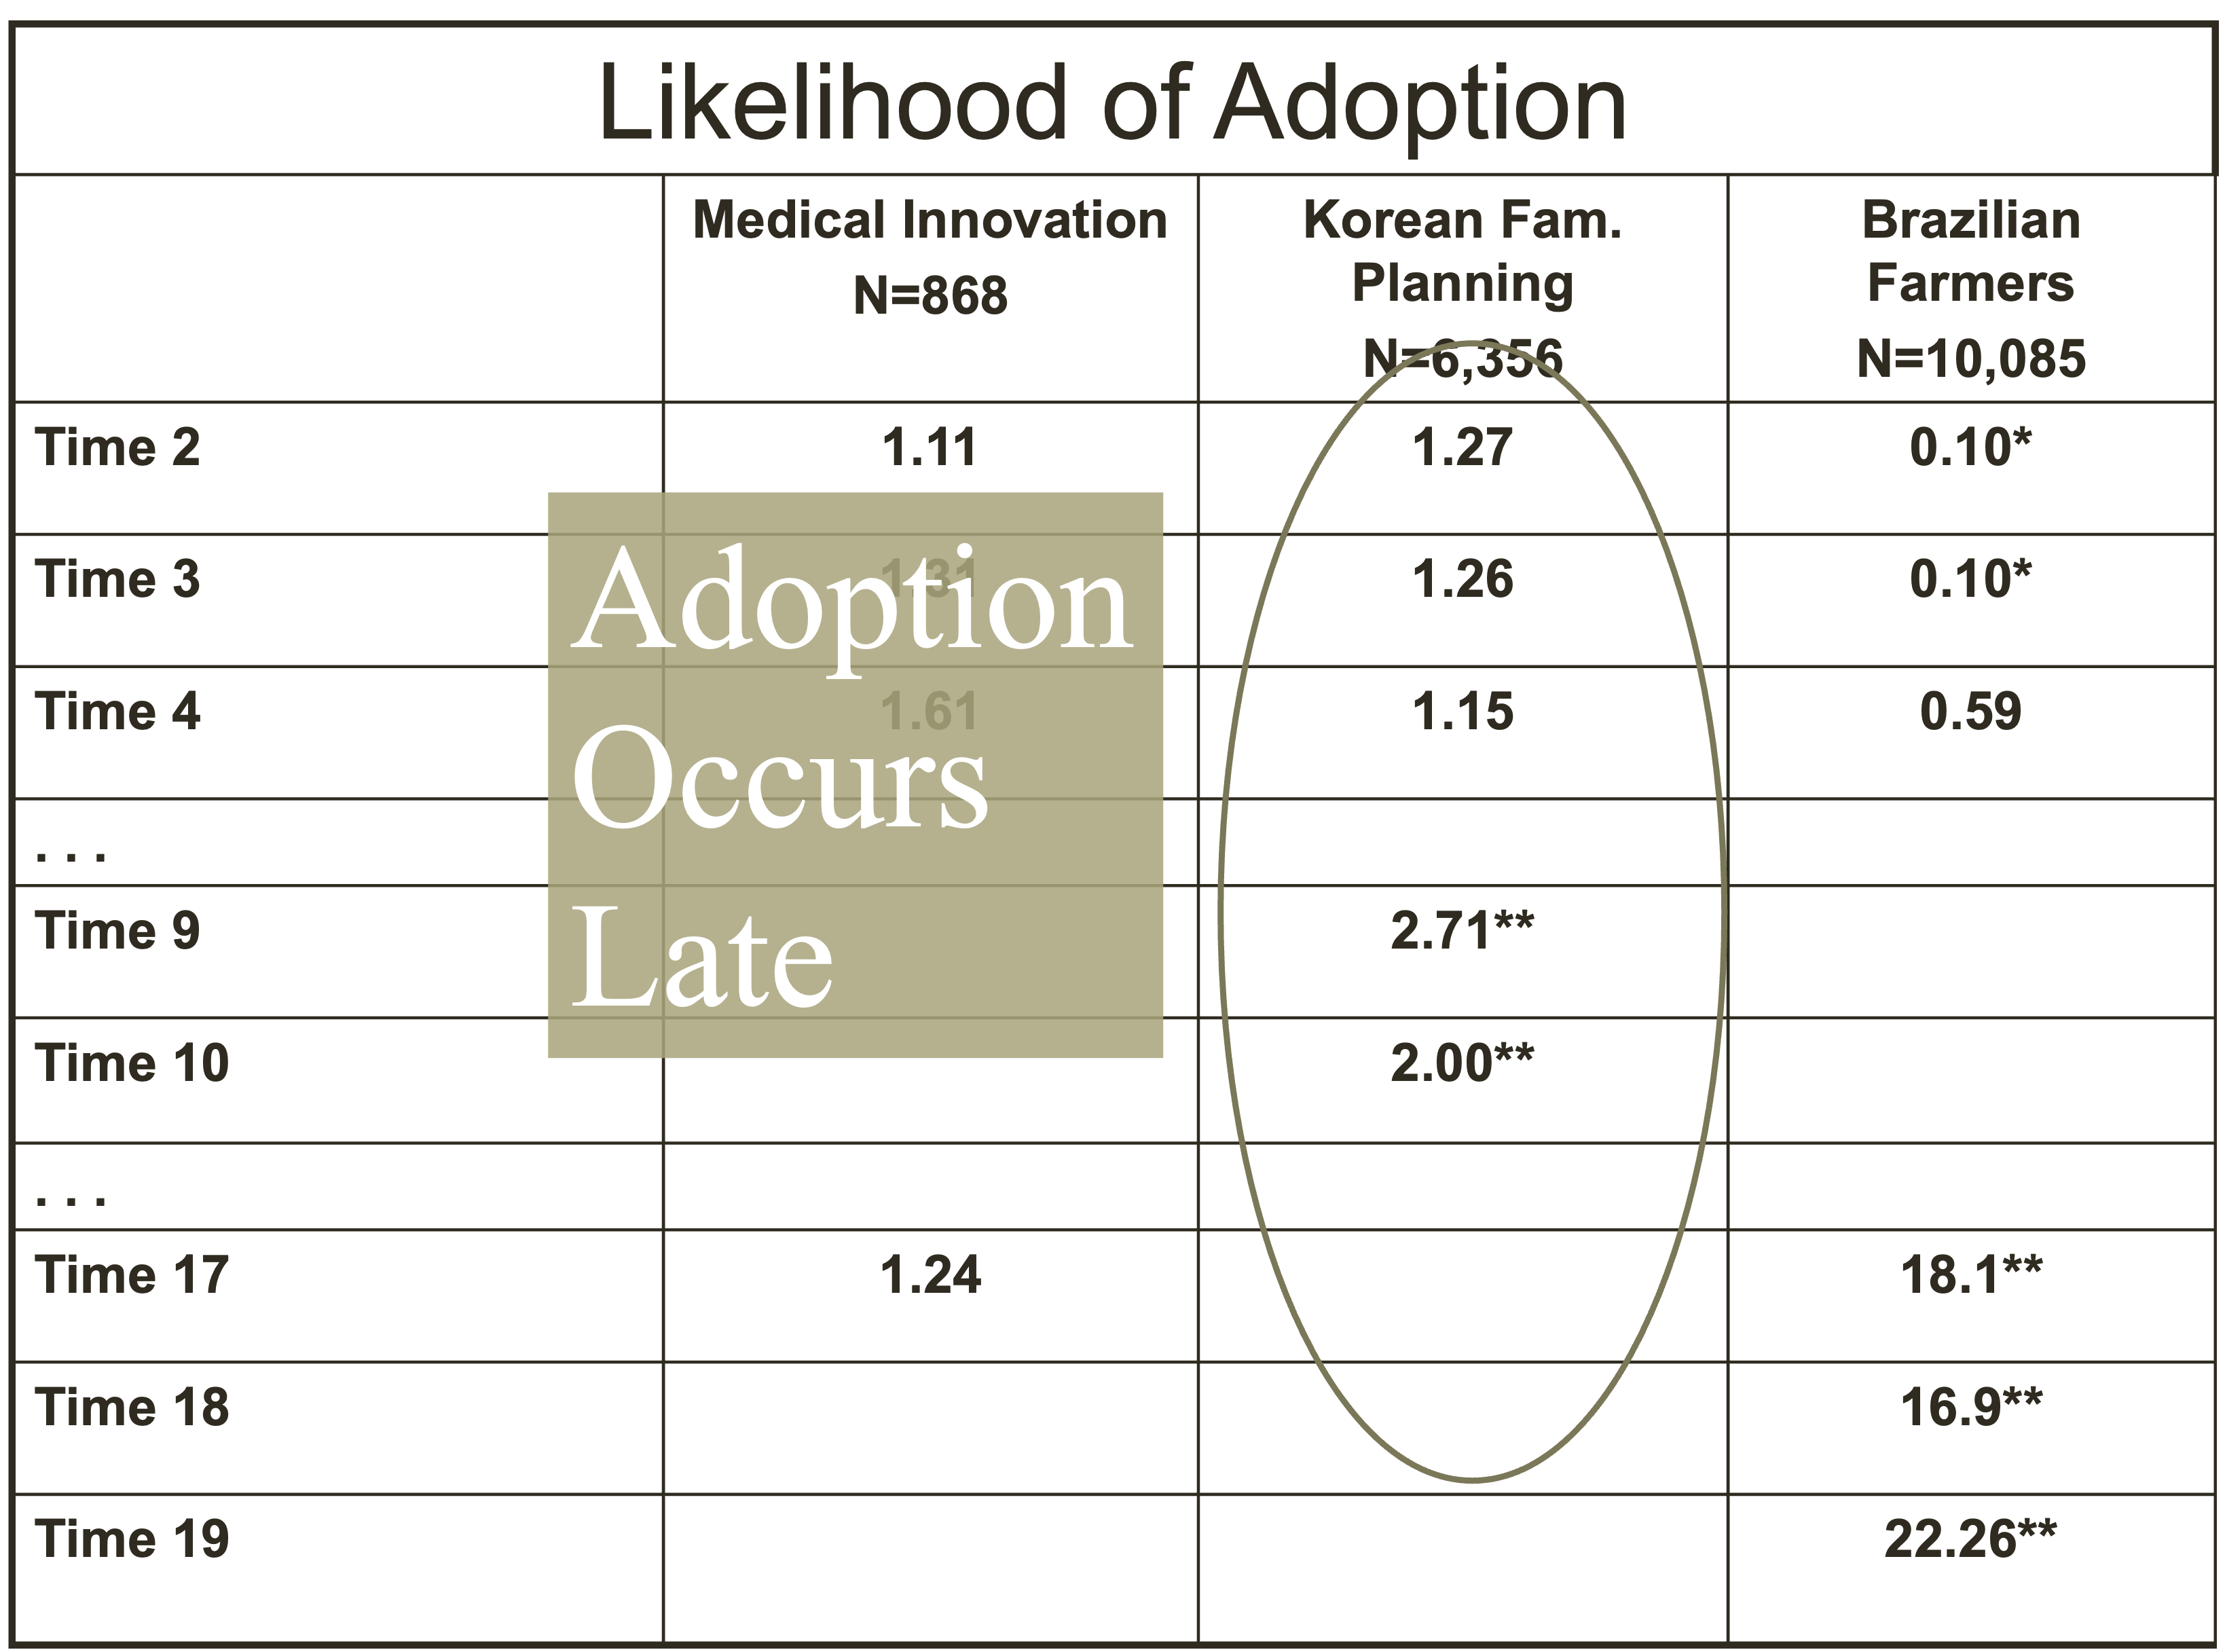 Likelihood of Adoption
Medical Innovation
N=868
Korean Fam.
Planning
N=6,356
Brazilian
Farmers
N=10,085
Time 2 1.11 1.27 0.10*
Time 3 1.31 1.26 0.10*
Time 4 1.61 1.15 0.59
. . .
Time 9 2.71**
Time 10 2.00**
. . .
Time 17 1.24 18.1**
Time 18 16.9**
Time 19 22.26**
Adoption
Occurs
Late